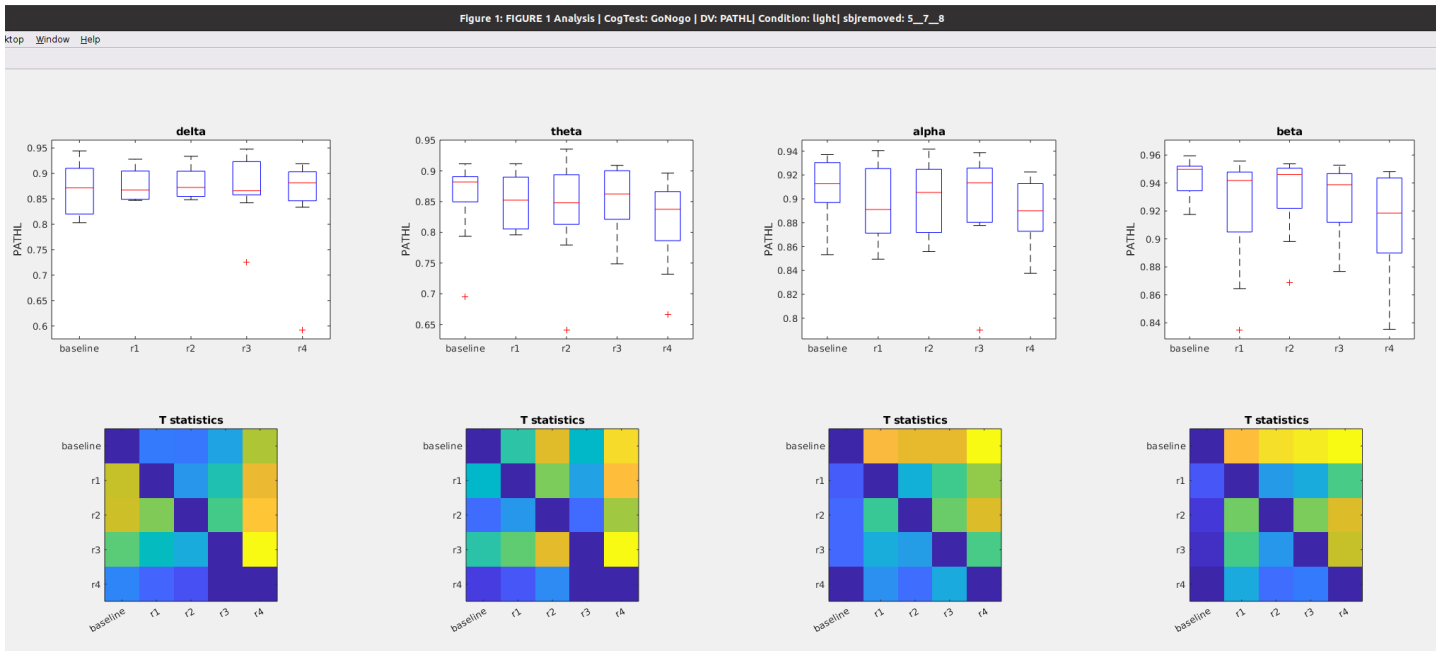 Figure 1: FIGURE 1 Analysis | CogTest: GoNogo | DV: PATHL| Condition: light| sbjremoved: 5__7__8
ktop Window Help
delta
0.95
0.9
0.85
0.8
0.75
0.7
0.65
0.6
PATHL
baseline r1 r2 r3 r4
theta
0.95
0.9
0.85
0.8
0.75
0.7
0.65
PATHL
baseline r1 r2 r3 r4
alpha
0.94
0.92
0.9
0.88
0.86
0.84
0.82
0.8
PATHL
baseline r1 r2 r3 r4
beta
0.96
0.94
0.92
0.9
0.88
0.86
0.84
PATHL
baseline r1 r2 r3 r4
T statistics
baseline
r1
r2
r3
r4
baseline r1 r2 r3 r4
T statistics
baseline
r1
r2
r3
r4
baseline r1 r2 r3 r4
T statistics
baseline
r1
r2
r3
r4
baseline r1 r2 r3 r4
T statistics
baseline
r1
r2
r3
r4
baseline r1 r2 r3 r4